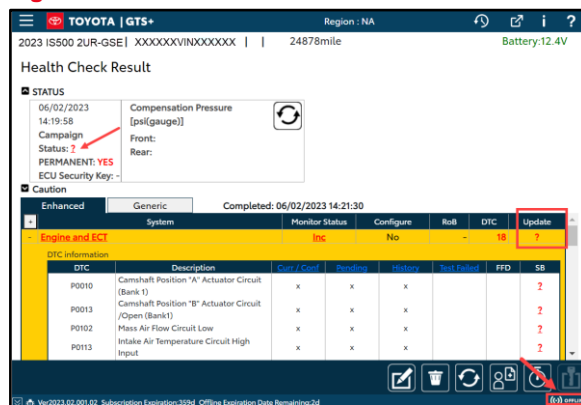 TOYOTA | GTS+ Region : NA i ?
2023 IS500 2UR-GSE| XXXXXXVINXXXXXX | | 24878mile Battery:12.4V
Health Check Result
STATUS
06/02/2023
14:19:58
Campaign
Status: ?
PERMANENT: YES
ECU Security Key: -
Compensation Pressure
[psi(gauge)]
Front:
Rear:
Caution
Enhanced Generic Completed: 06/02/2023 14:21:30
+ System Monitor Status Configure RoB DTC Update
- Engine and ECT Inc No - 18 ?
DTC information
DTC Description Curr / Conf Pending History Test Failed FFD SB
P0010 Camshaft Position "A" Actuator Circuit (Bank 1) x x x ?
P0013 Camshaft Position "B" Actuator Circuit /Open (Bank1) x x x ?
P0102 Mass Air Flow Circuit Low x x x ?
P0113 Intake Air Temperature Circuit High Input x x x ?
Ver2023.02.001.02 Subscription Expiration:359d Offline Expiration Date Remaining:2d OFFLINE